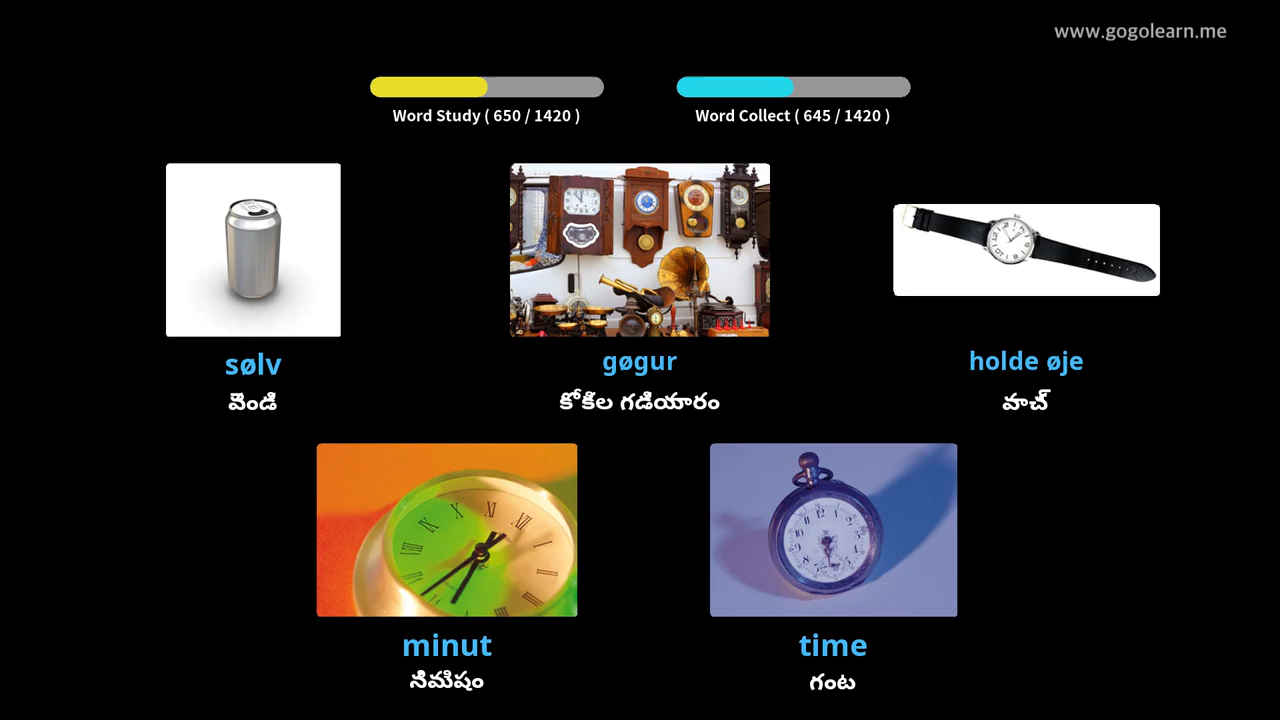 www.gogolearn.me
Word Study ( 650 / 1420 )
Word Collect ( 645 / 1420 )
sølv
వెండి
gøgur
కోకిల గడియారం
holde øje
వాచ్
minut
నిమిషం
time
గంట